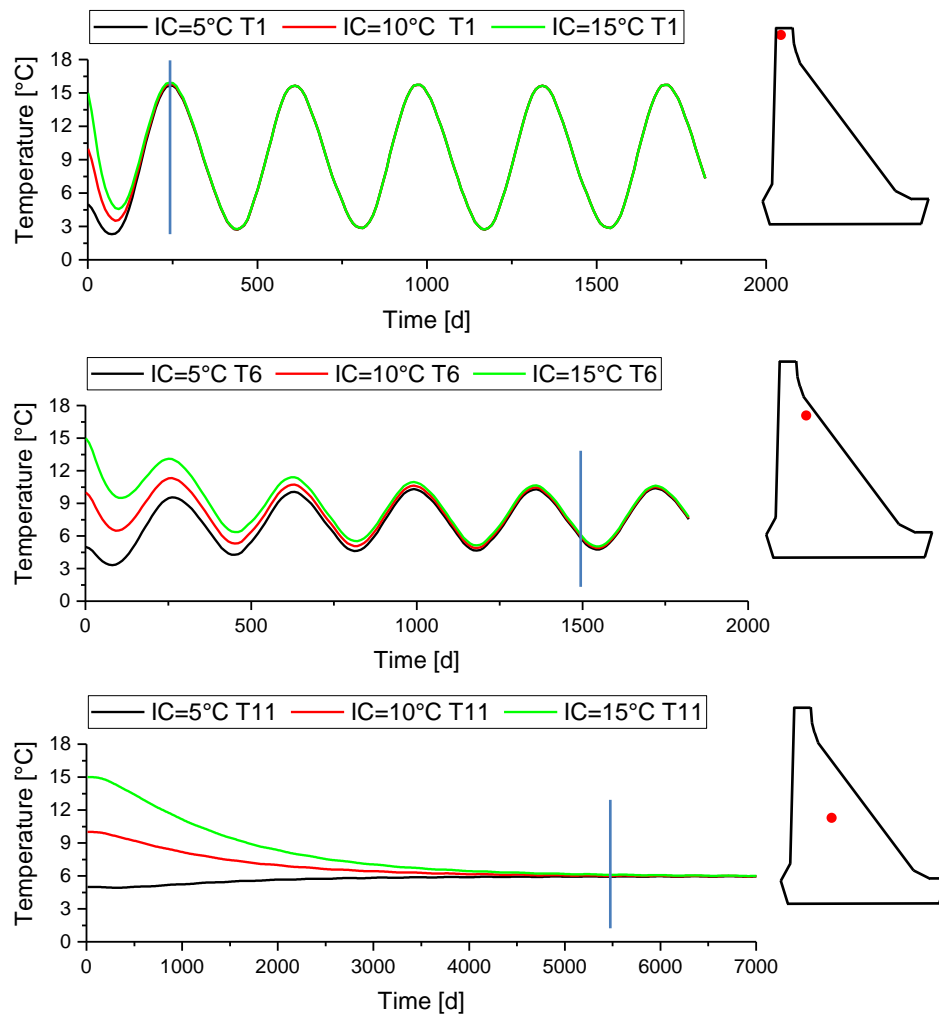 IC=5°C T1 IC=10°C T1 IC=15°C T1
Temperature [°C]
18
15
12
9
6
3
0
0 500 1000 1500 2000
Time [d]
IC=5°C T6 IC=10°C T6 IC=15°C T6
Temperature [°C]
18
15
12
9
6
3
0
0 500 1000 1500 2000
Time [d]
IC=5°C T11 IC=10°C T11 IC=15°C T11
Temperature [°C]
18
15
12
9
6
3
0
0 1000 2000 3000 4000 5000 6000 7000
Time [d]